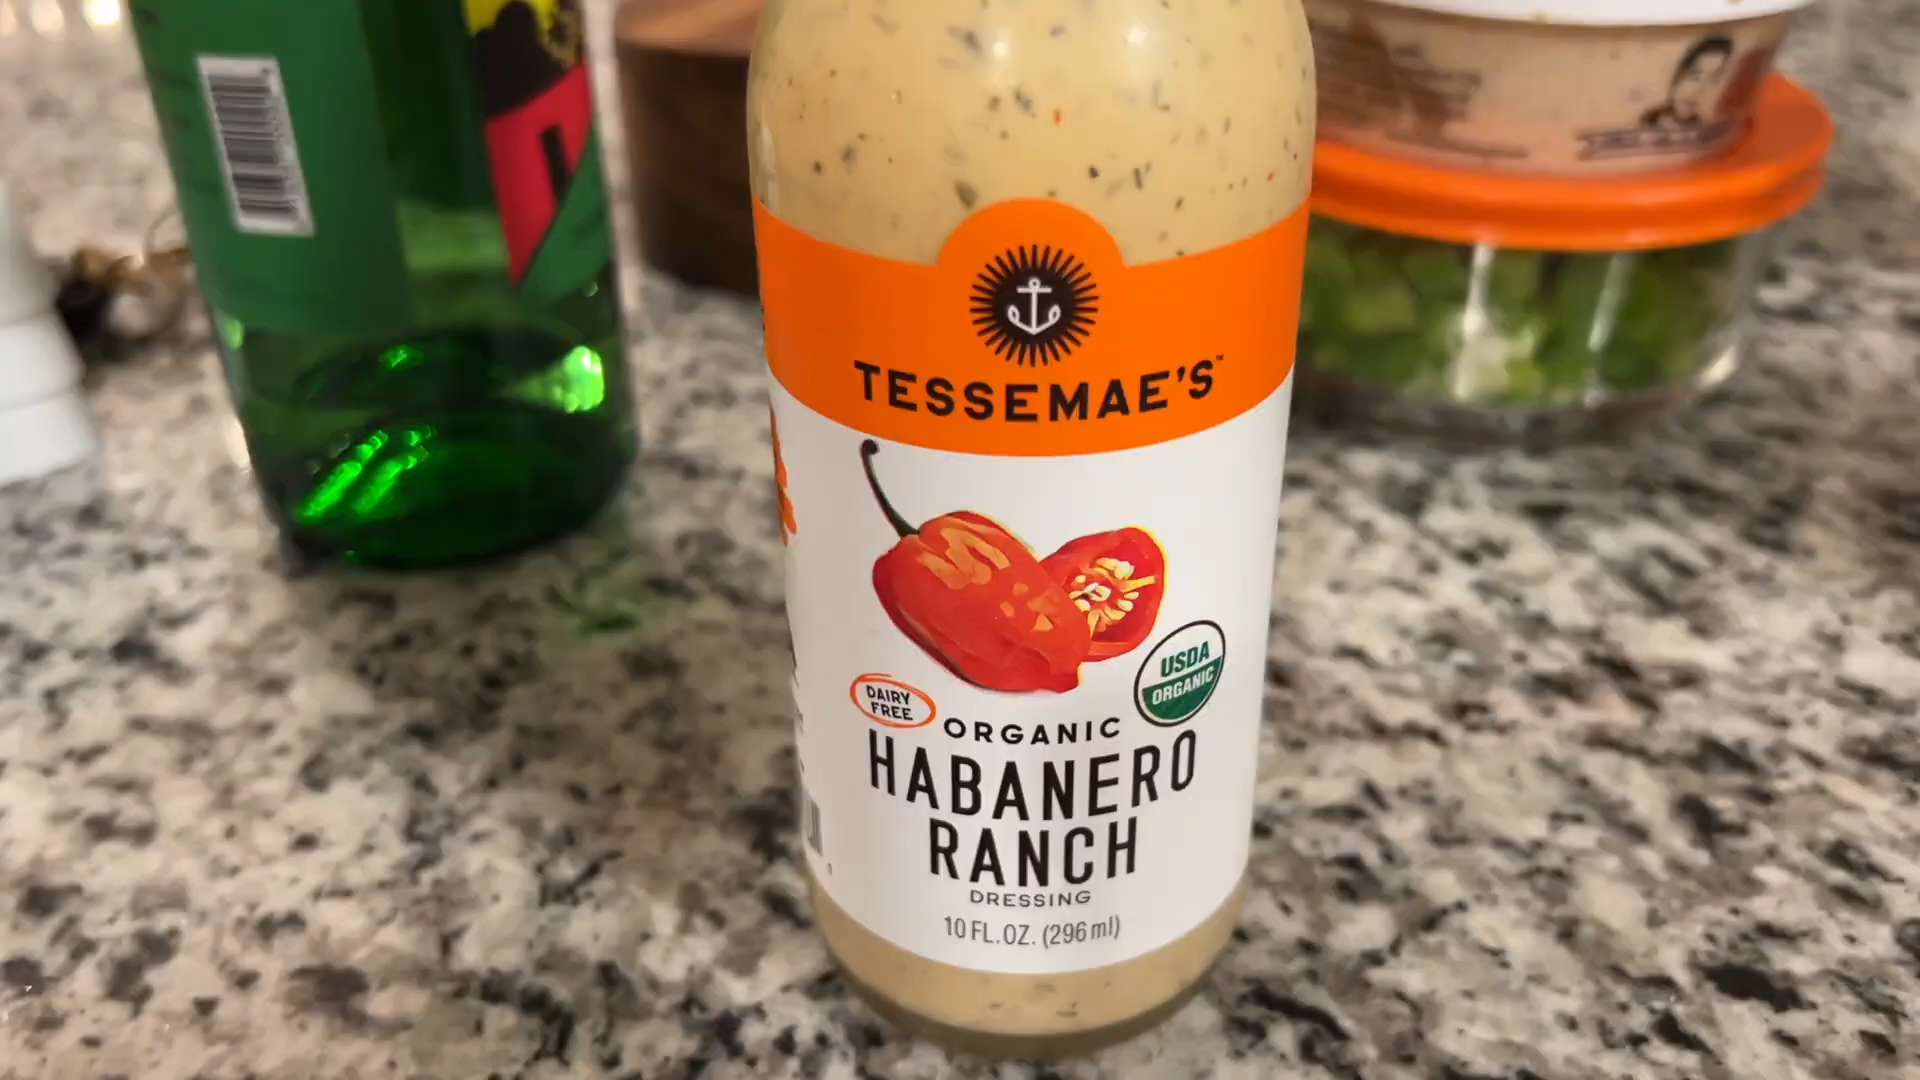 TESSEMAE'S™
DAIRY
FREE
USDA
ORGANIC
ORGANIC
HABANERO
RANCH
DRESSING
10 FL.OZ. (296 ml)